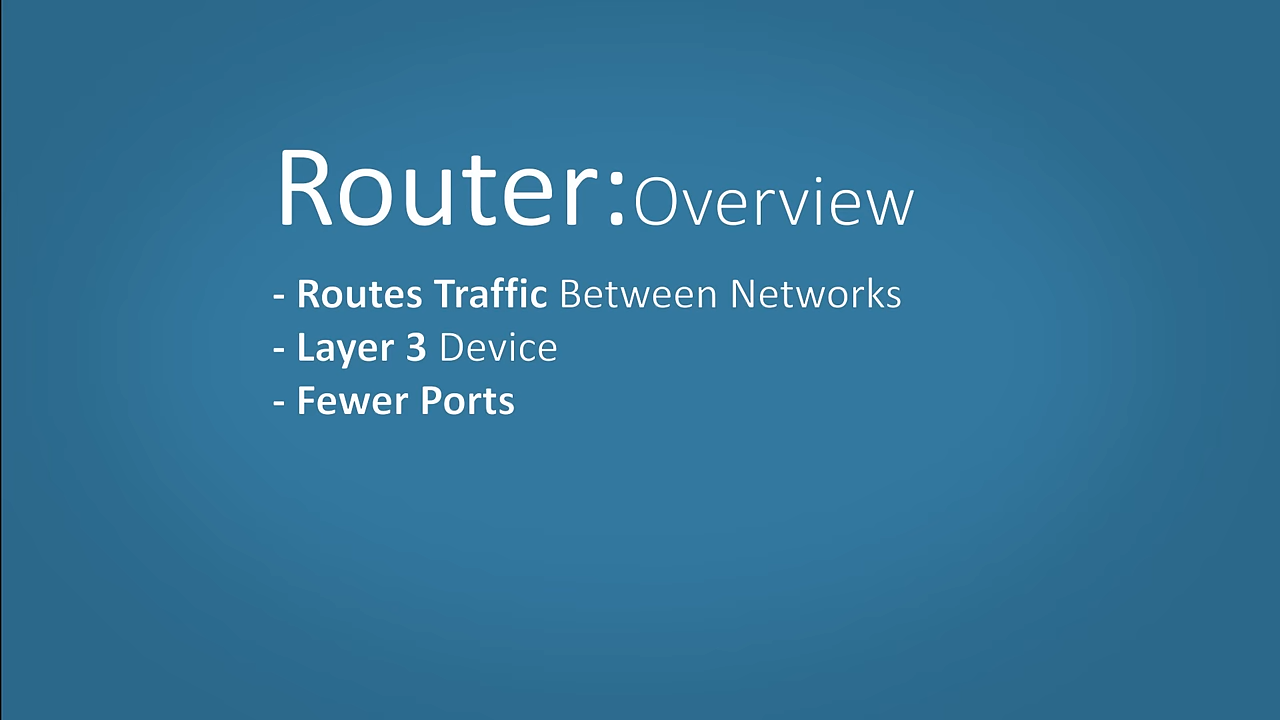 Router:Overview
- Routes Traffic Between Networks
- Layer 3 Device
- Fewer Ports